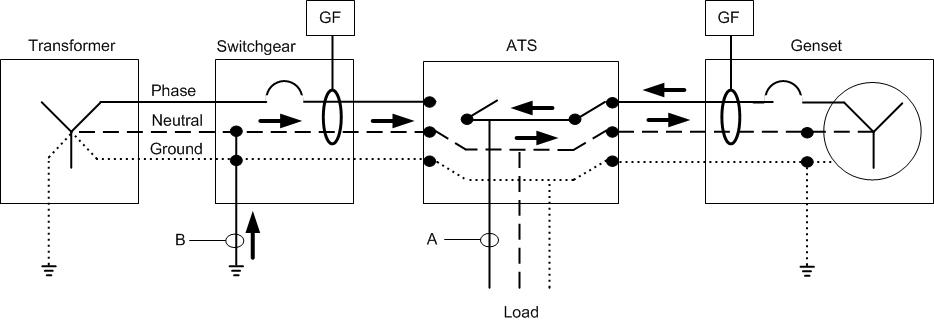 GF
GF
Transformer
Switchgear
ATS
Genset
Phase
Neutral
Ground
B
A
Load